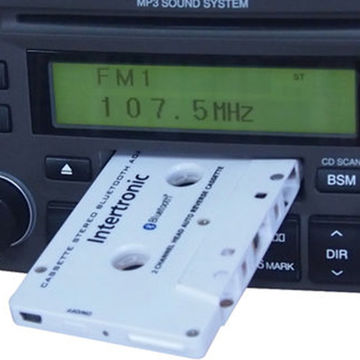 MP3 SOUND SYSTEM
FM1 ST
107.5MHz
CD SCAN
BSM
DIR
MARK
CASSETTE STEREO BLUETOOTH ADA
Intertronic
Bluetooth
2 CHANNEL HEAD AUTO REVERSE CASSETTE